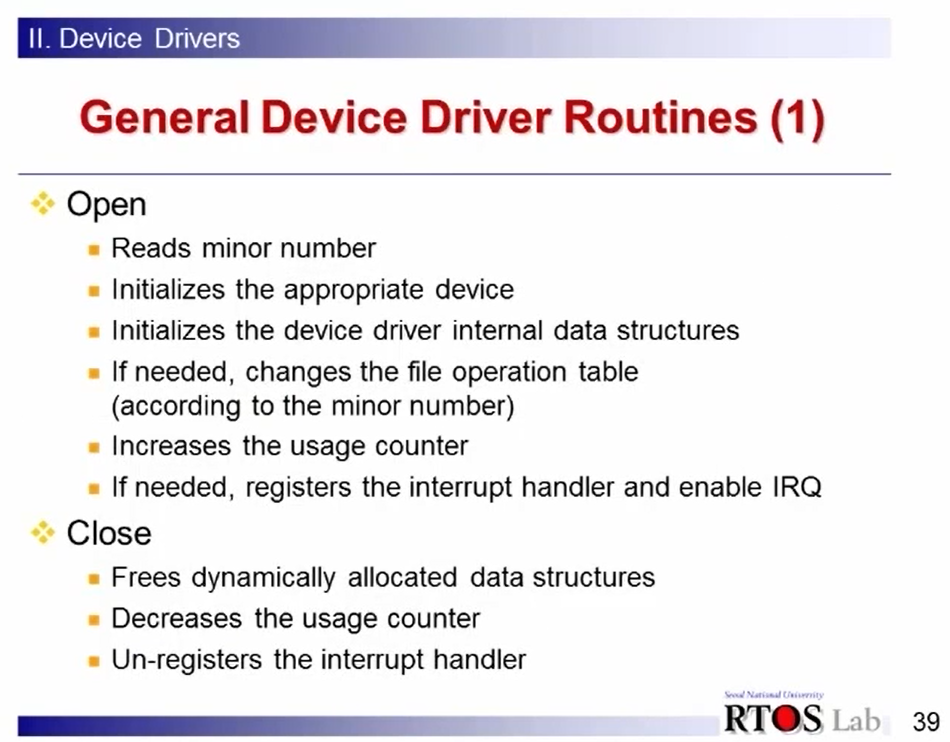 II. Device Drivers
General Device Driver Routines (1)
Open
Reads minor number
Initializes the appropriate device
Initializes the device driver internal data structures
If needed, changes the file operation table
(according to the minor number)
Increases the usage counter
If needed, registers the interrupt handler and enable IRQ
Close
Frees dynamically allocated data structures
Decreases the usage counter
Un-registers the interrupt handler
Seoul National University
RTOS Lab
39